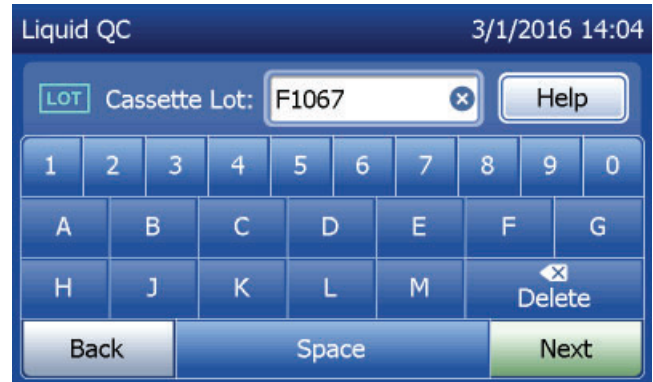 Liquid QC 3/1/2016 14:04
LOT Cassette Lot: F1067 Help
1 2 3 4 5 6 7 8 9 0
A B C D E F G
H J K L M Delete
Back Space Next